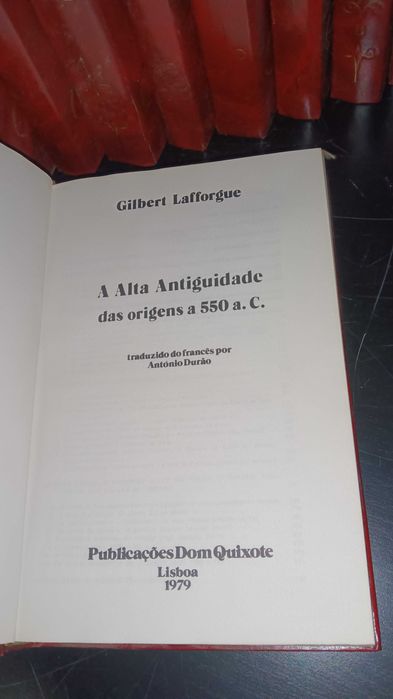 Gilbert Lafforgue
A Alta Antiguidade
das origens a 550 a. C.
traduzido do francês por
António Durão
Publicações Dom Quixote
Lisboa
1979